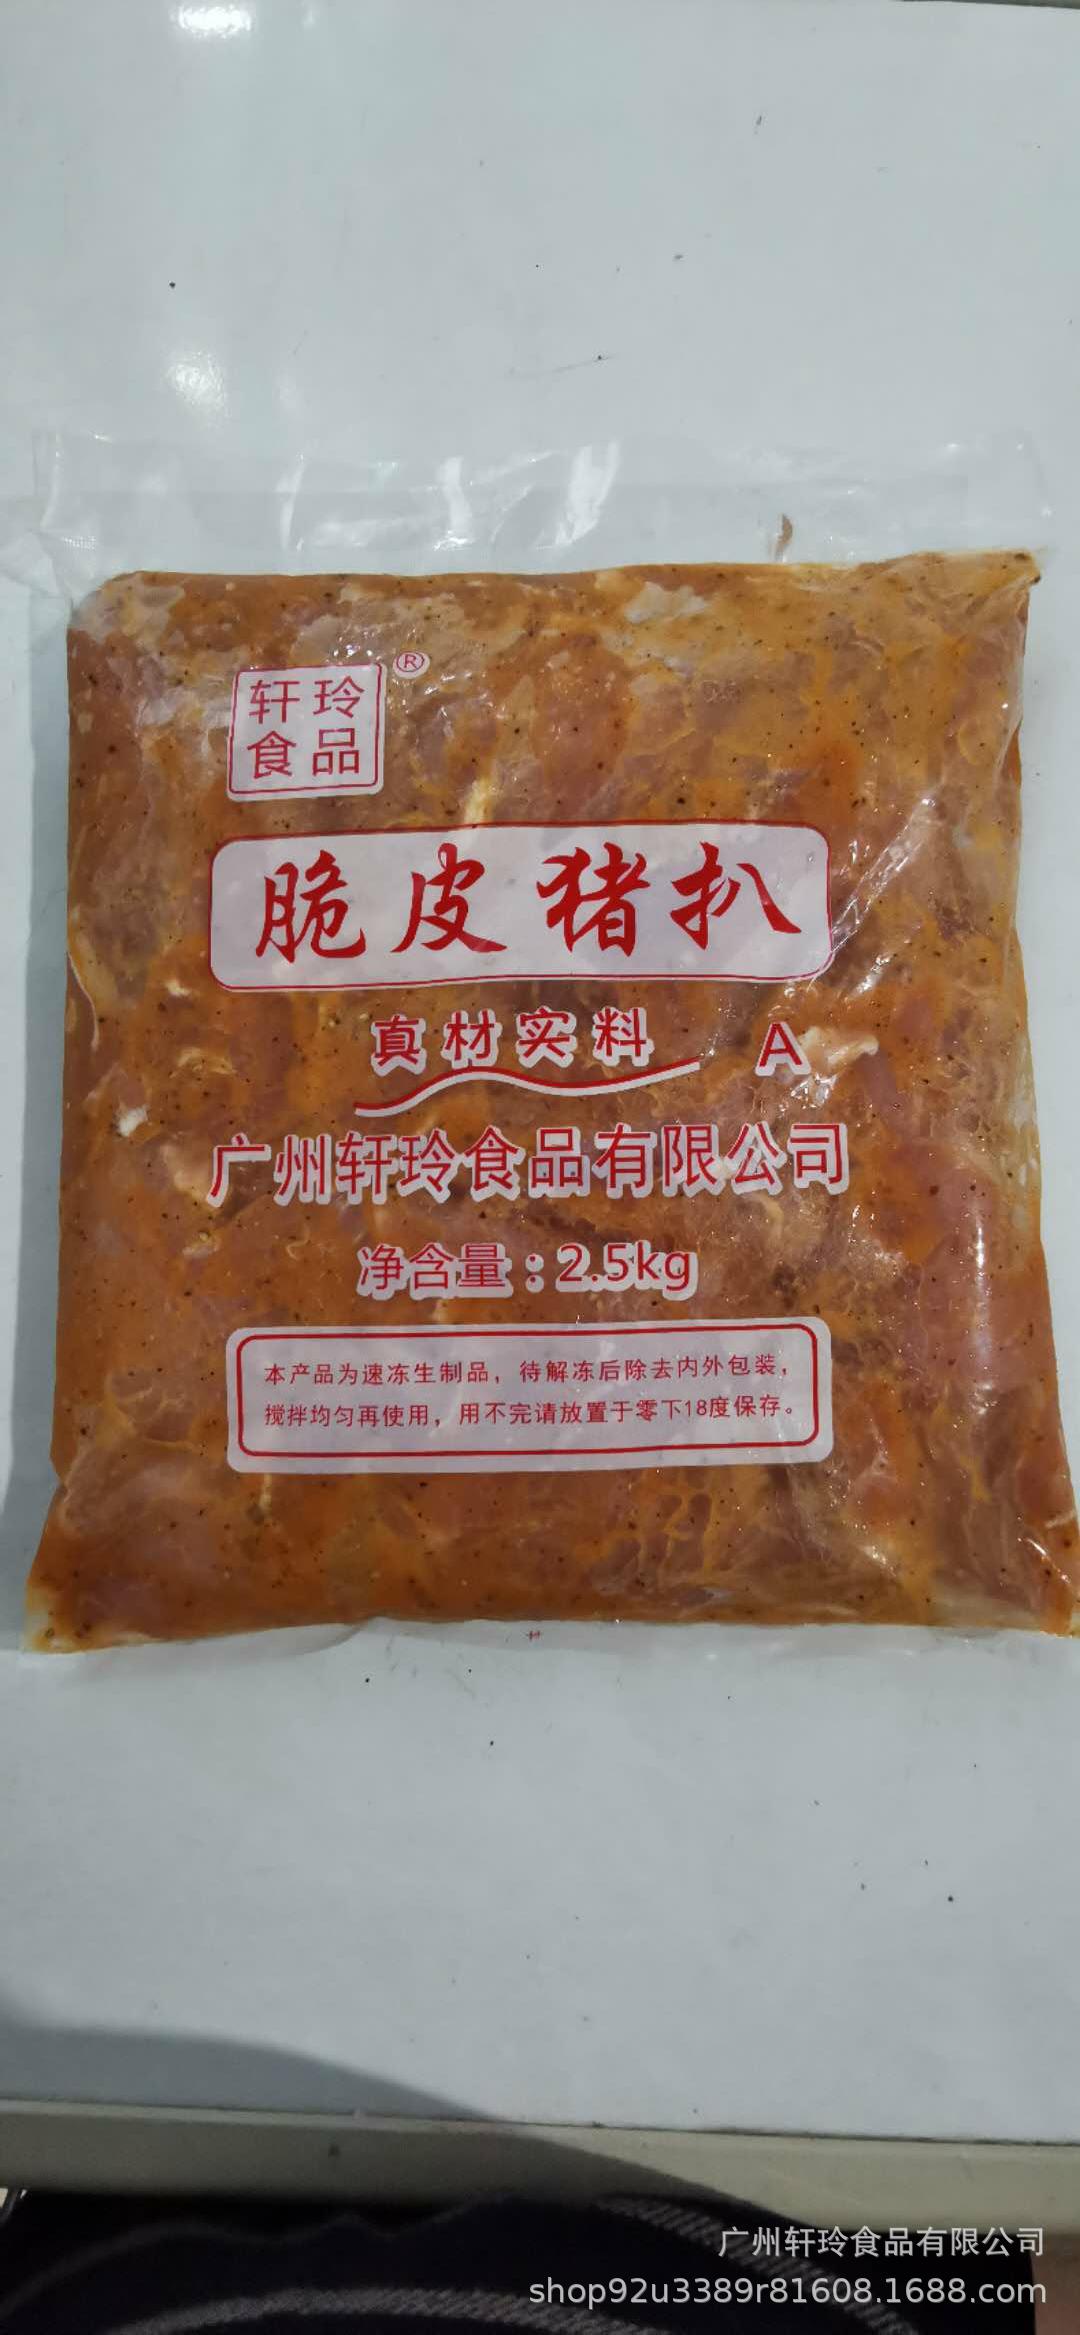 轩玲®
食品
脆皮猪扒
真材实料 A
广州轩玲食品有限公司
净含量：2.5kg
本产品为速冻生制品，待解冻后除去内外包装，
搅拌均匀再使用，用不完请放置于零下18度保存。
广州轩玲食品有限公司
shop92u3389r81608.1688.com